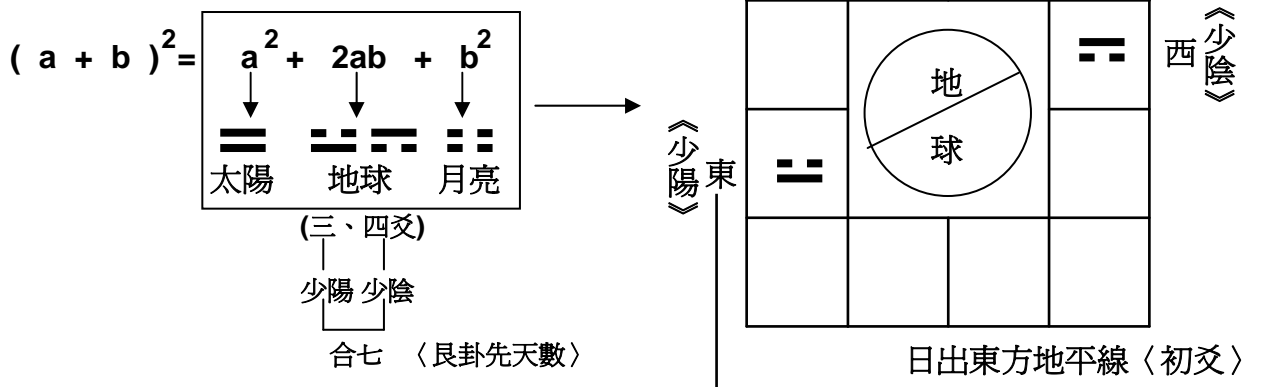 ( a + b )²= a² + 2ab + b²
太陽 地球 月亮
(三、四爻)
少陽 少陰
合七 〈艮卦先天數〉
《少陽》
東
地
球
西
《少陰》
日出東方地平線〈初爻〉